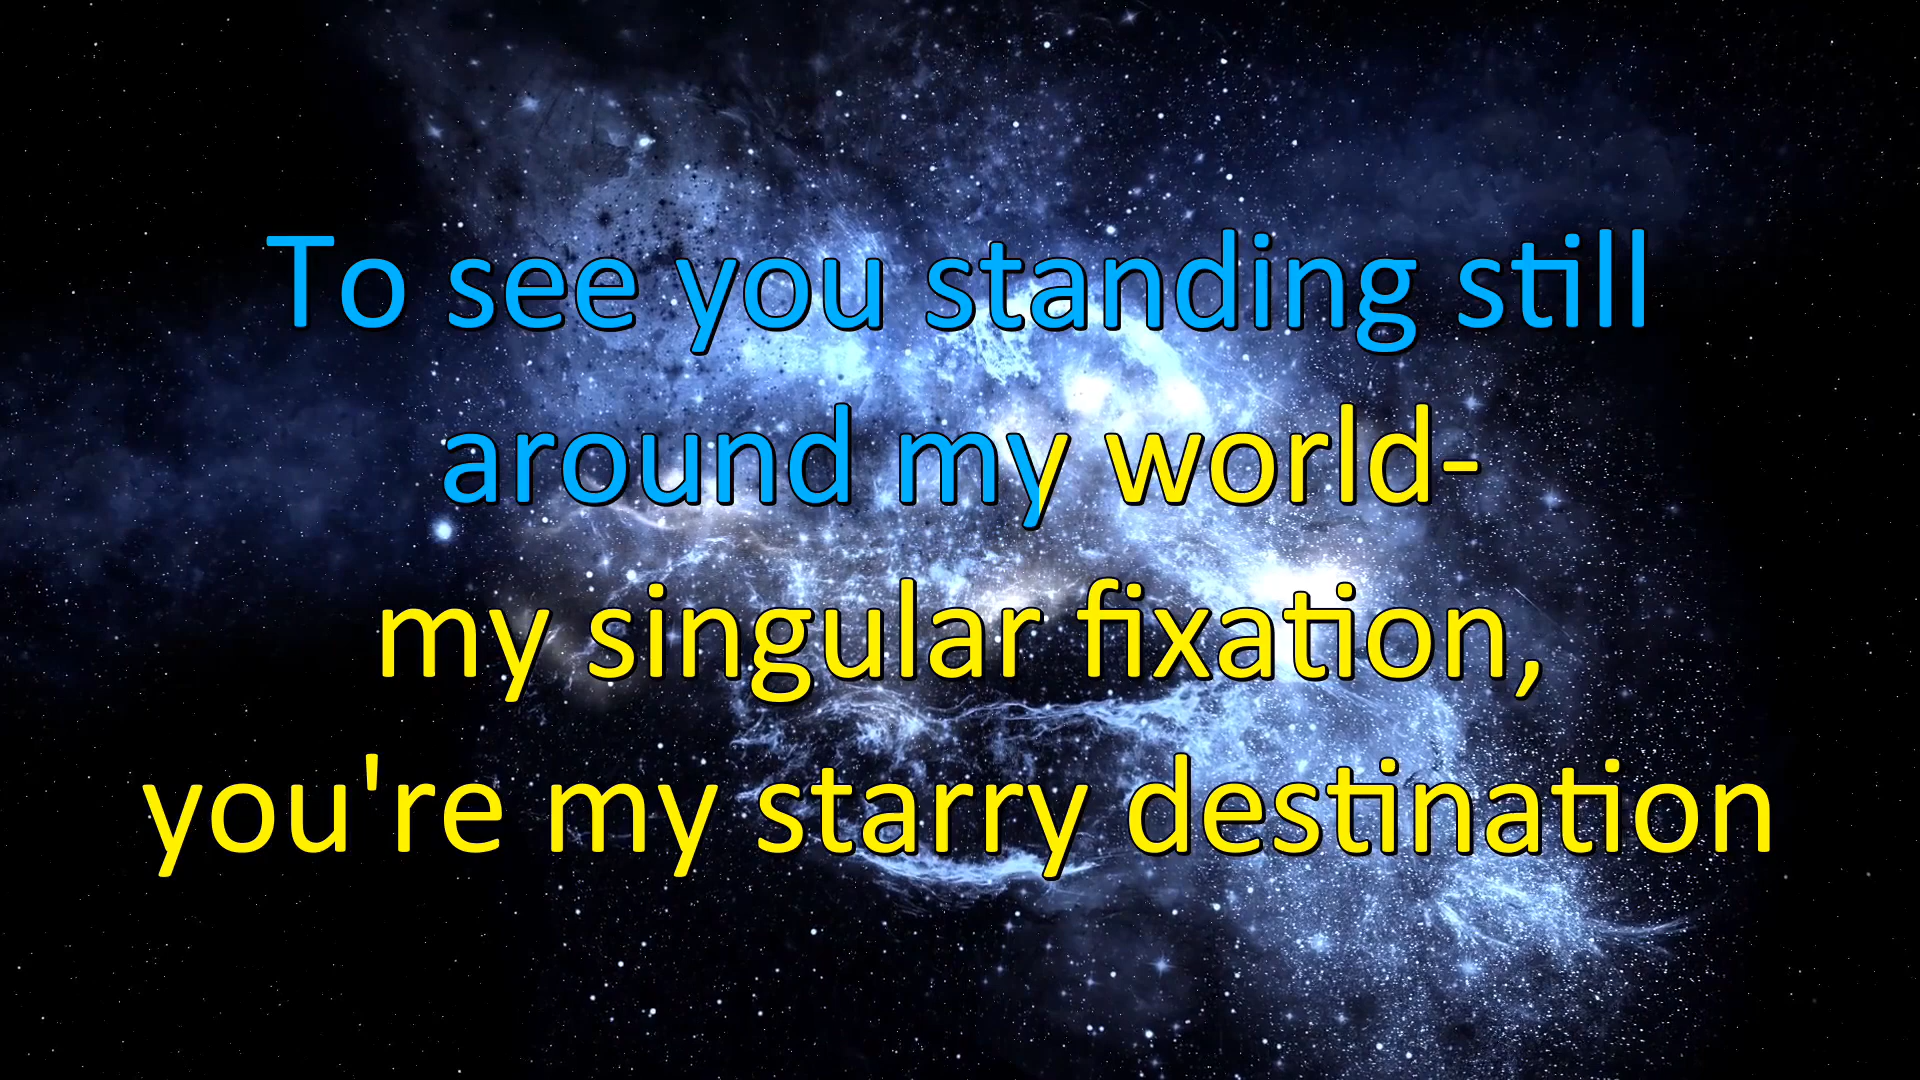 To see you standing still
around my world-
my singular fixation,
you're my starry destination